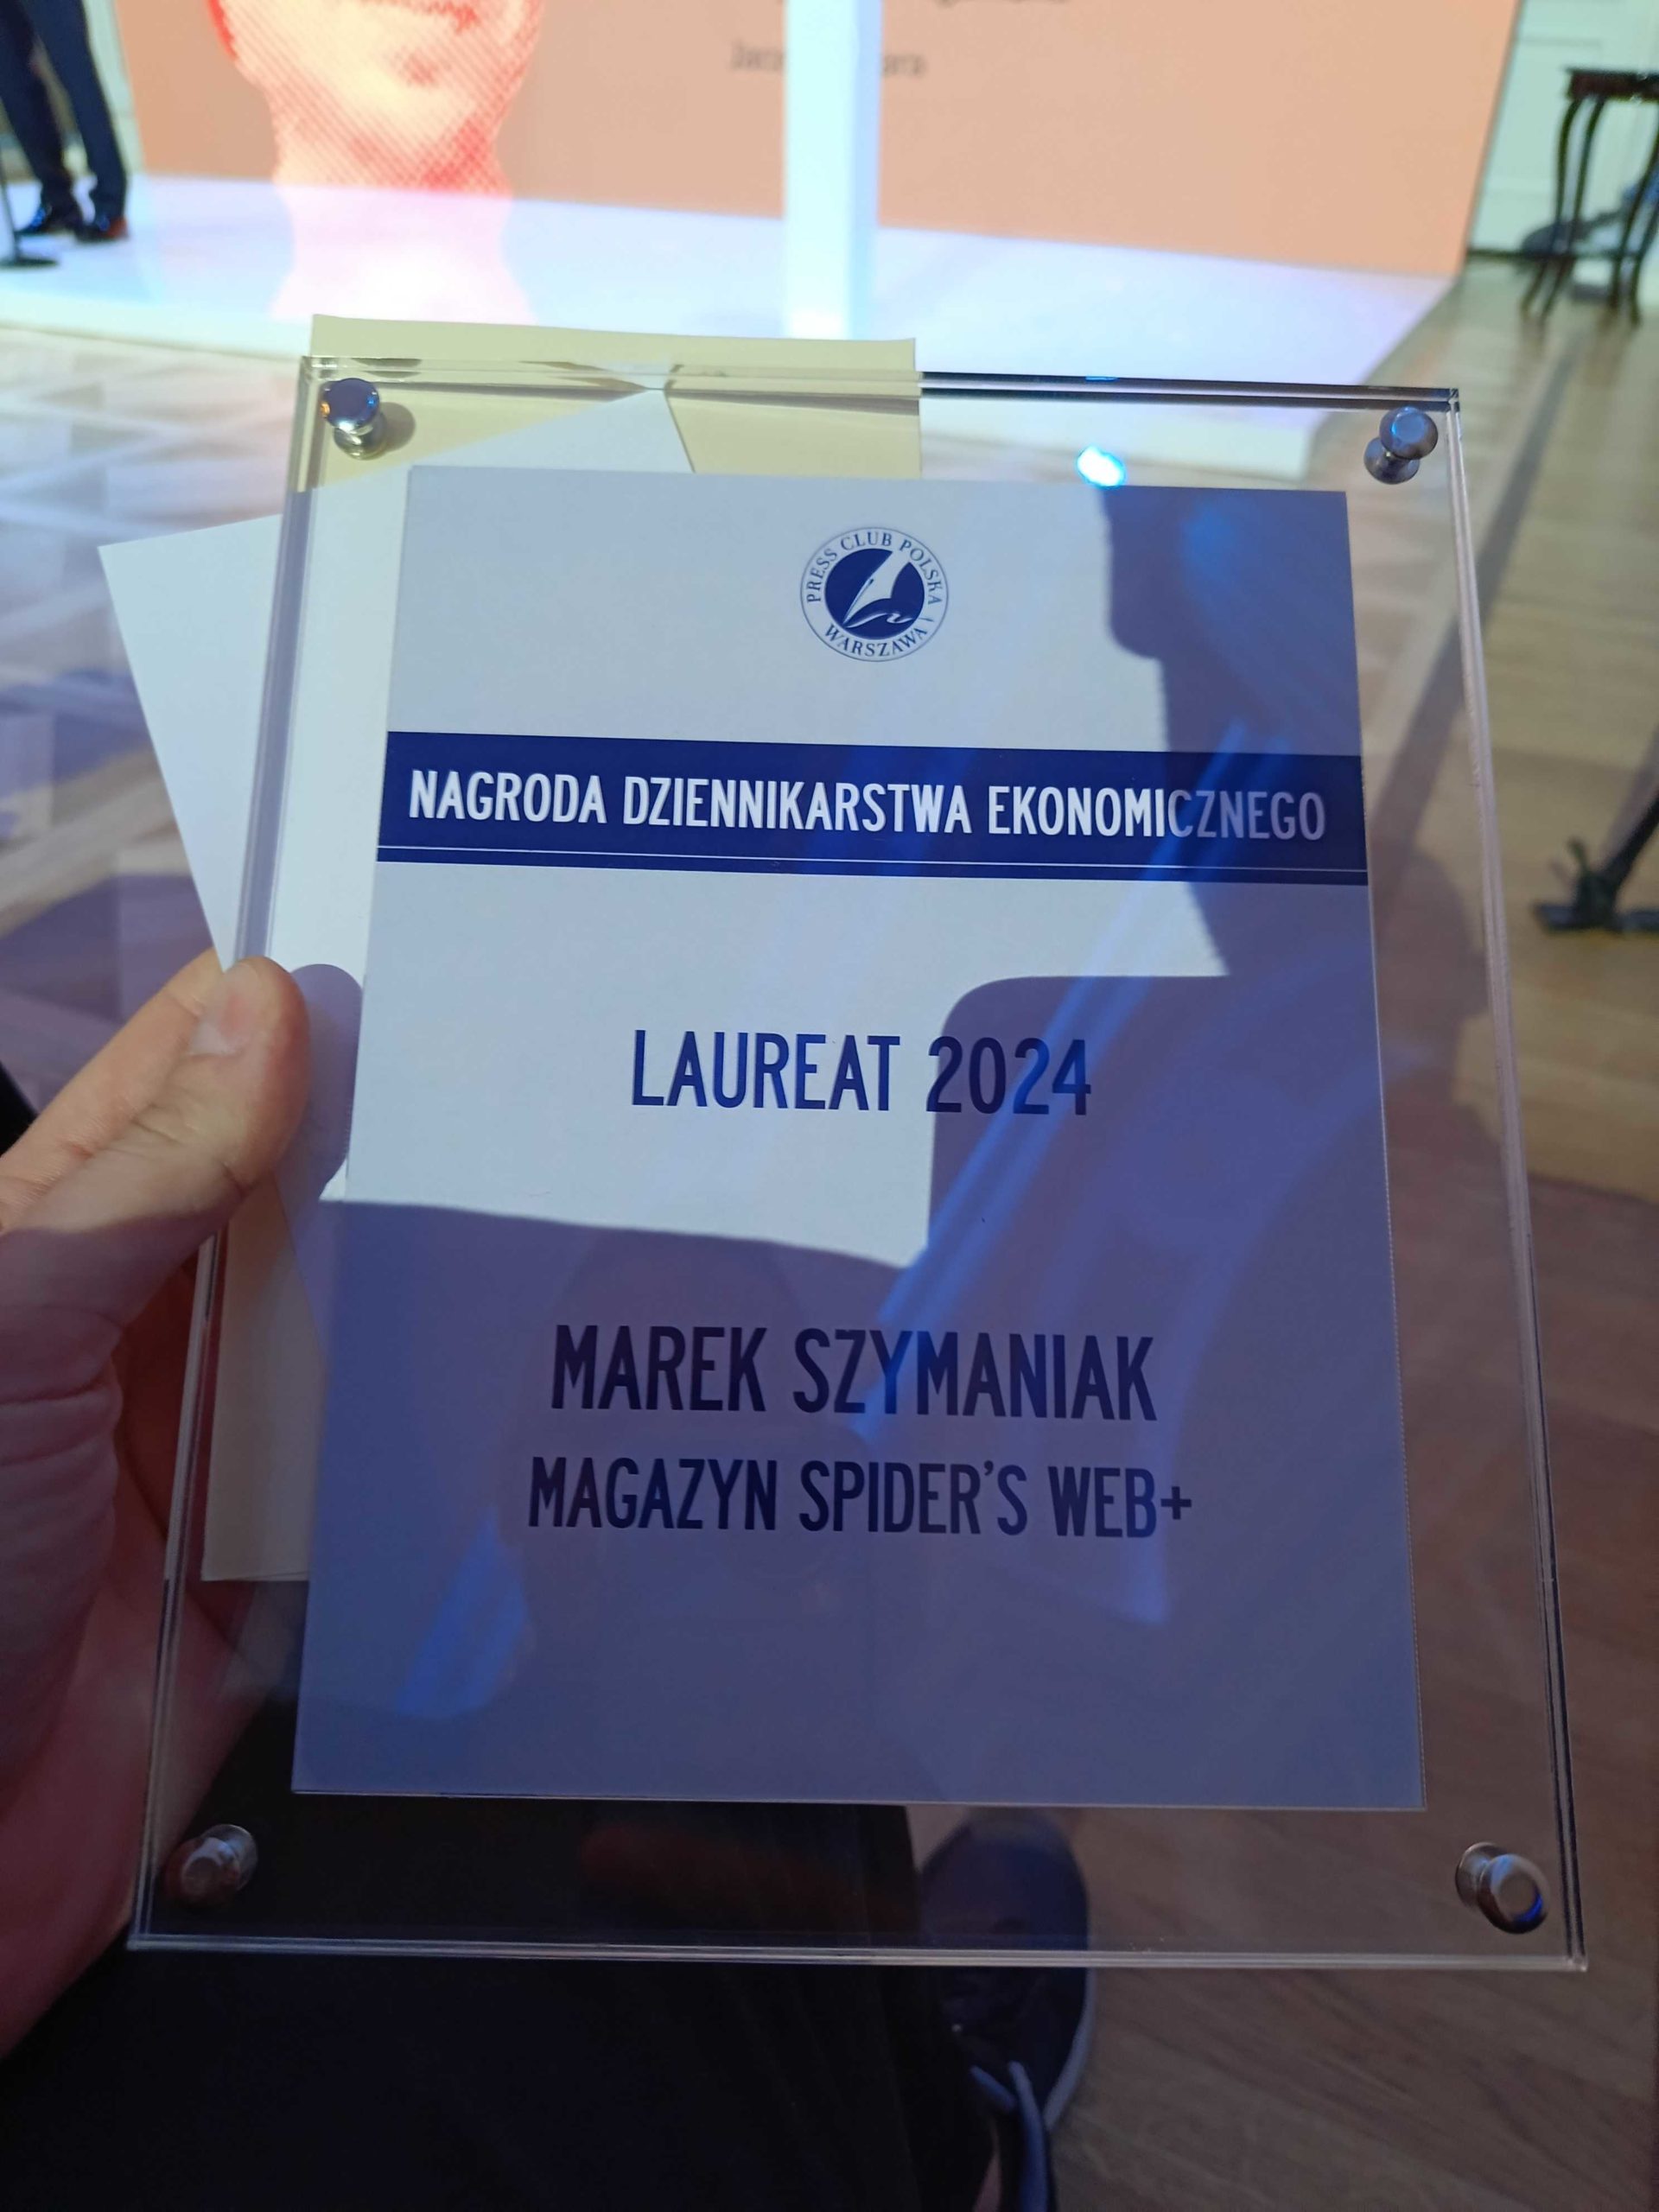 PRESS CLUB POLSKA
WARSZAWA
NAGRODA DZIENNIKARSTWA EKONOMICZNEGO
LAUREAT 2024
MAREK SZYMANIAK
MAGAZYN SPIDER'S WEB+